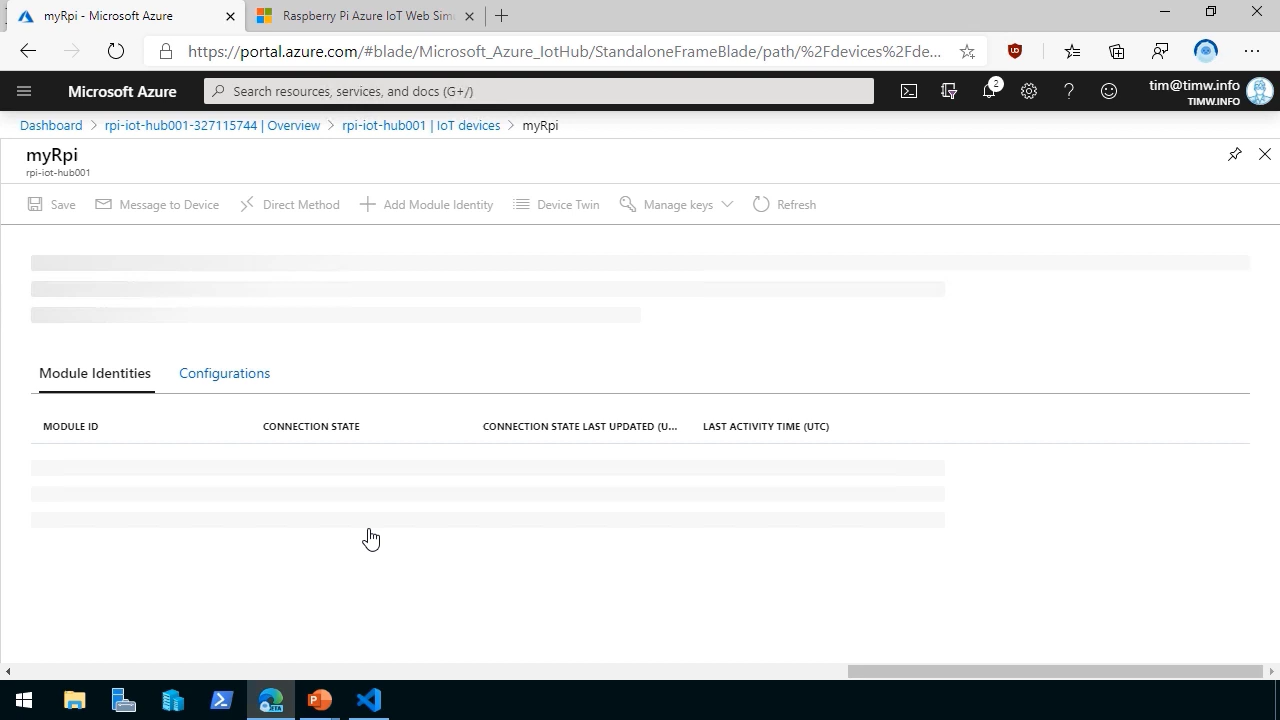 myRpi - Microsoft Azure
Raspberry Pi Azure IoT Web Simu
https://portal.azure.com/#blade/Microsoft_Azure_IotHub/StandaloneFrameBlade/path/%2Fdevices%2Fde...
Microsoft Azure
Search resources, services, and docs (G+/)
2
tim@timw.info
TIMW.INFO
Dashboard > rpi-iot-hub001-327115744 | Overview > rpi-iot-hub001 | IoT devices > myRpi
myRpi
rpi-iot-hub001
Save Message to Device Direct Method Add Module Identity Device Twin Manage keys Refresh
Module Identities Configurations
MODULE ID CONNECTION STATE CONNECTION STATE LAST UPDATED (U... LAST ACTIVITY TIME (UTC)